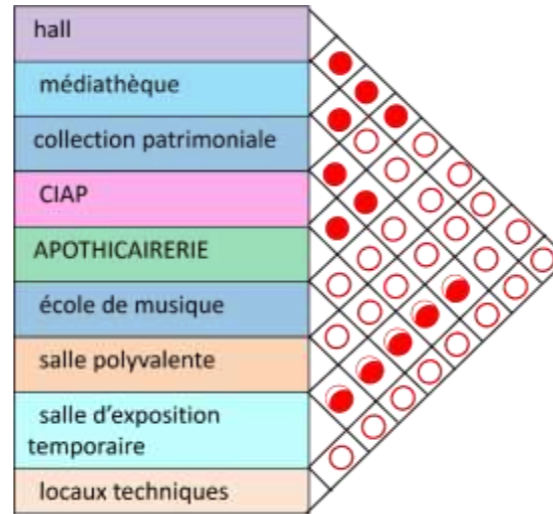 hall
médiathèque
collection patrimoniale
CIAP
APOTHICAIRERIE
école de musique
salle polyvalente
salle d'exposition
temporaire
locaux techniques